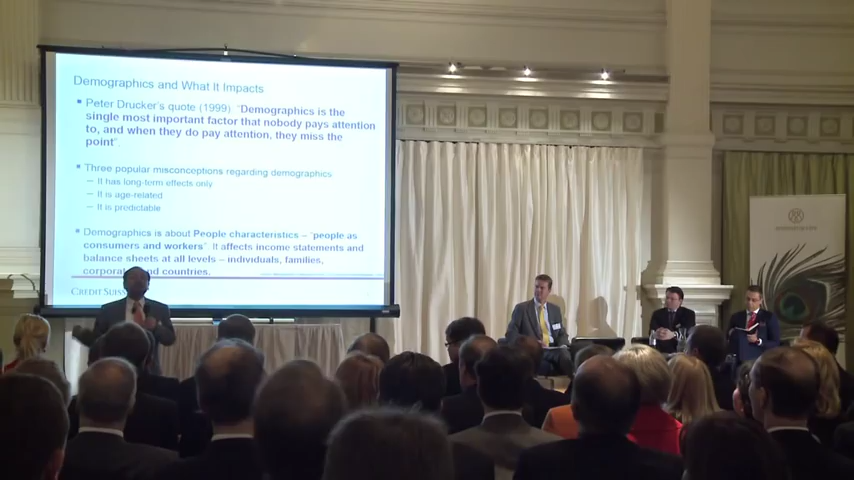 Demographics and What It Impacts
Peter Drucker's quote (1999) "Demographics is the
single most important factor that nobody pays attention
to, and when they do pay attention, they miss the
point".
Three popular misconceptions regarding demographics
– It has long-term effects only
– It is age-related
– It is predictable
Demographics is about People characteristics – "people as
consumers and workers". It affects income statements and
balance sheets at all levels – individuals, families,
and countries.
CREDIT SUISS